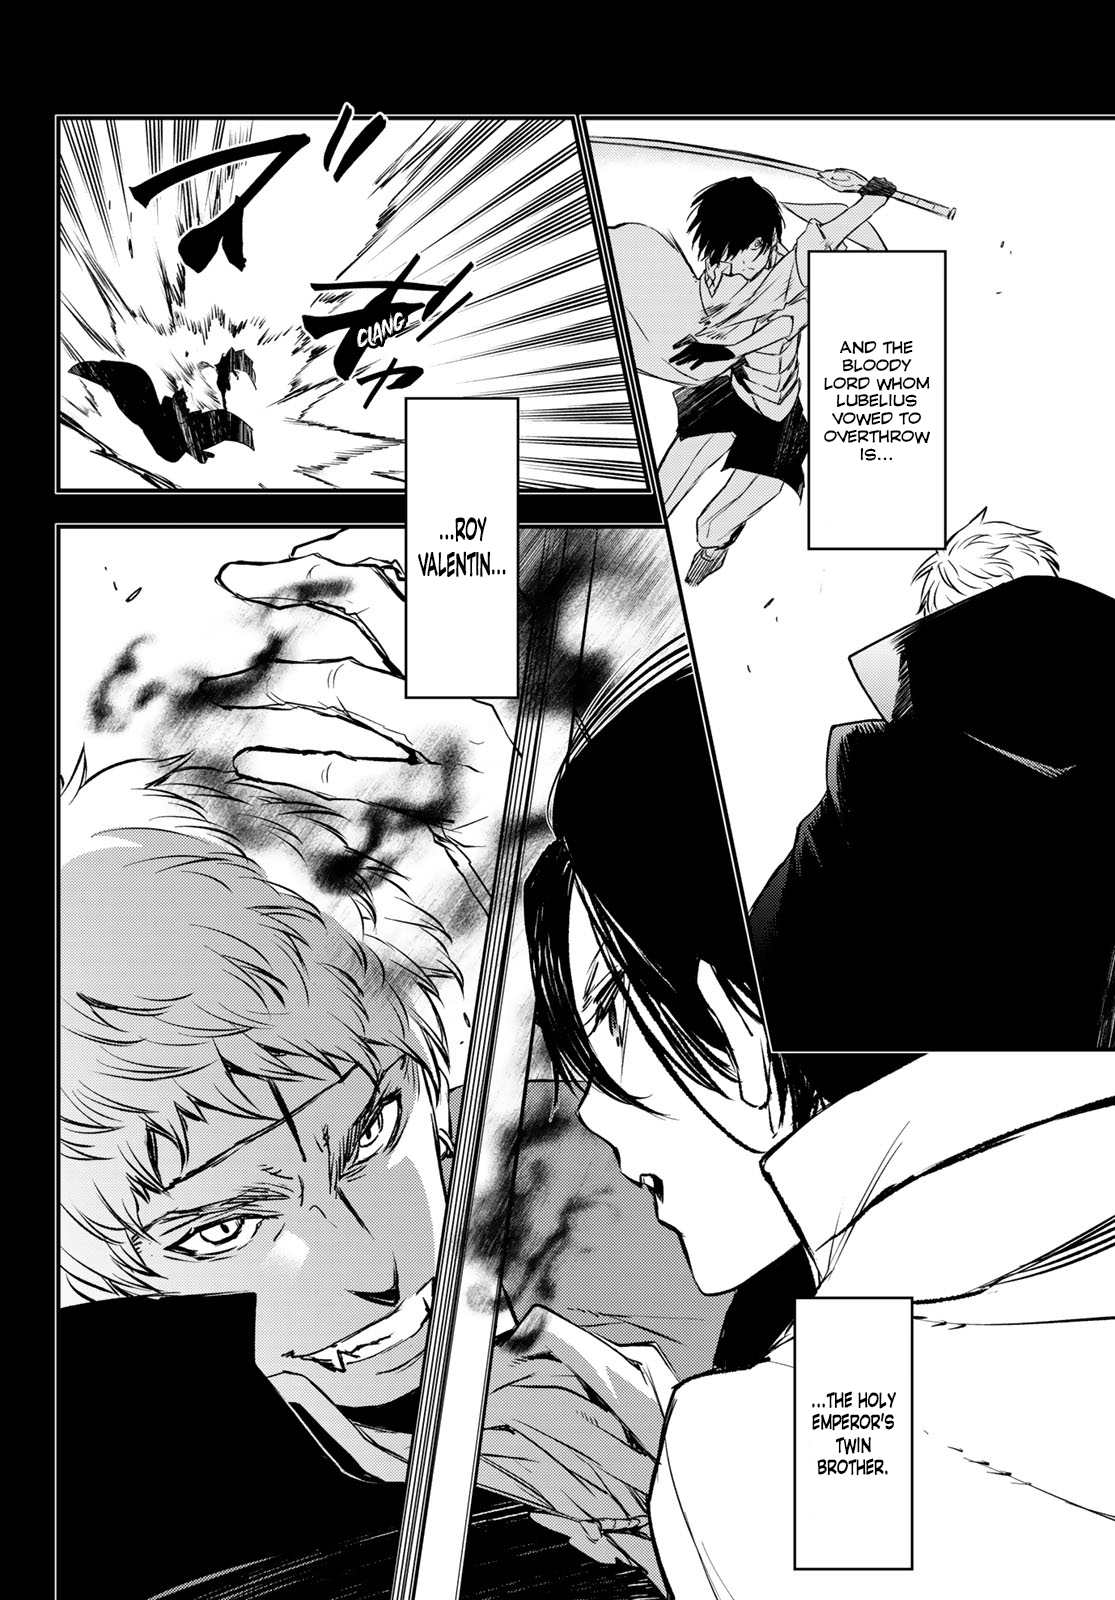 AND THE
BLOODY
LORD WHOM
LUBELIUS
VOWED TO
OVERTHROW
IS...
CLANG
...ROY
VALENTIN...
...THE HOLY
EMPEROR'S
TWIN
BROTHER.